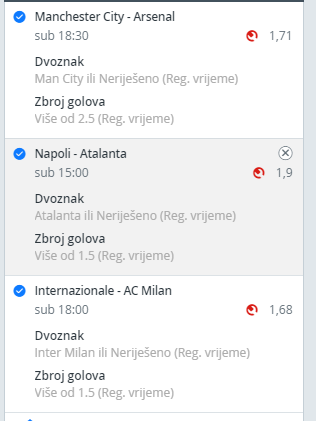 Manchester City - Arsenal
sub 18:30 1,71
Dvoznak
Man City ili Neriješeno (Reg. vrijeme)
Zbroj golova
Više od 2.5 (Reg. vrijeme)
Napoli - Atalanta
sub 15:00 1,9
Dvoznak
Atalanta ili Neriješeno (Reg. vrijeme)
Zbroj golova
Više od 1.5 (Reg. vrijeme)
Internazionale - AC Milan
sub 18:00 1,68
Dvoznak
Inter Milan ili Neriješeno (Reg. vrijeme)
Zbroj golova
Više od 1.5 (Reg. vrijeme)